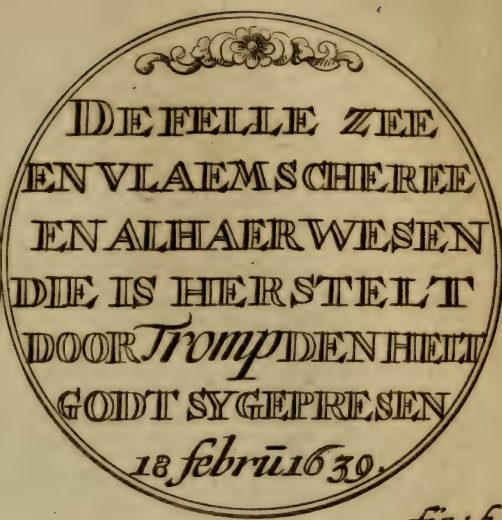 DE FELLE ZEE
EN VLAEMSCHE REE
EN AL HAER WESEN
DIE IS HERSTELT
DOOR Tromp DEN HELT
GODT SY GEPRESEN
18 febrū 1639.